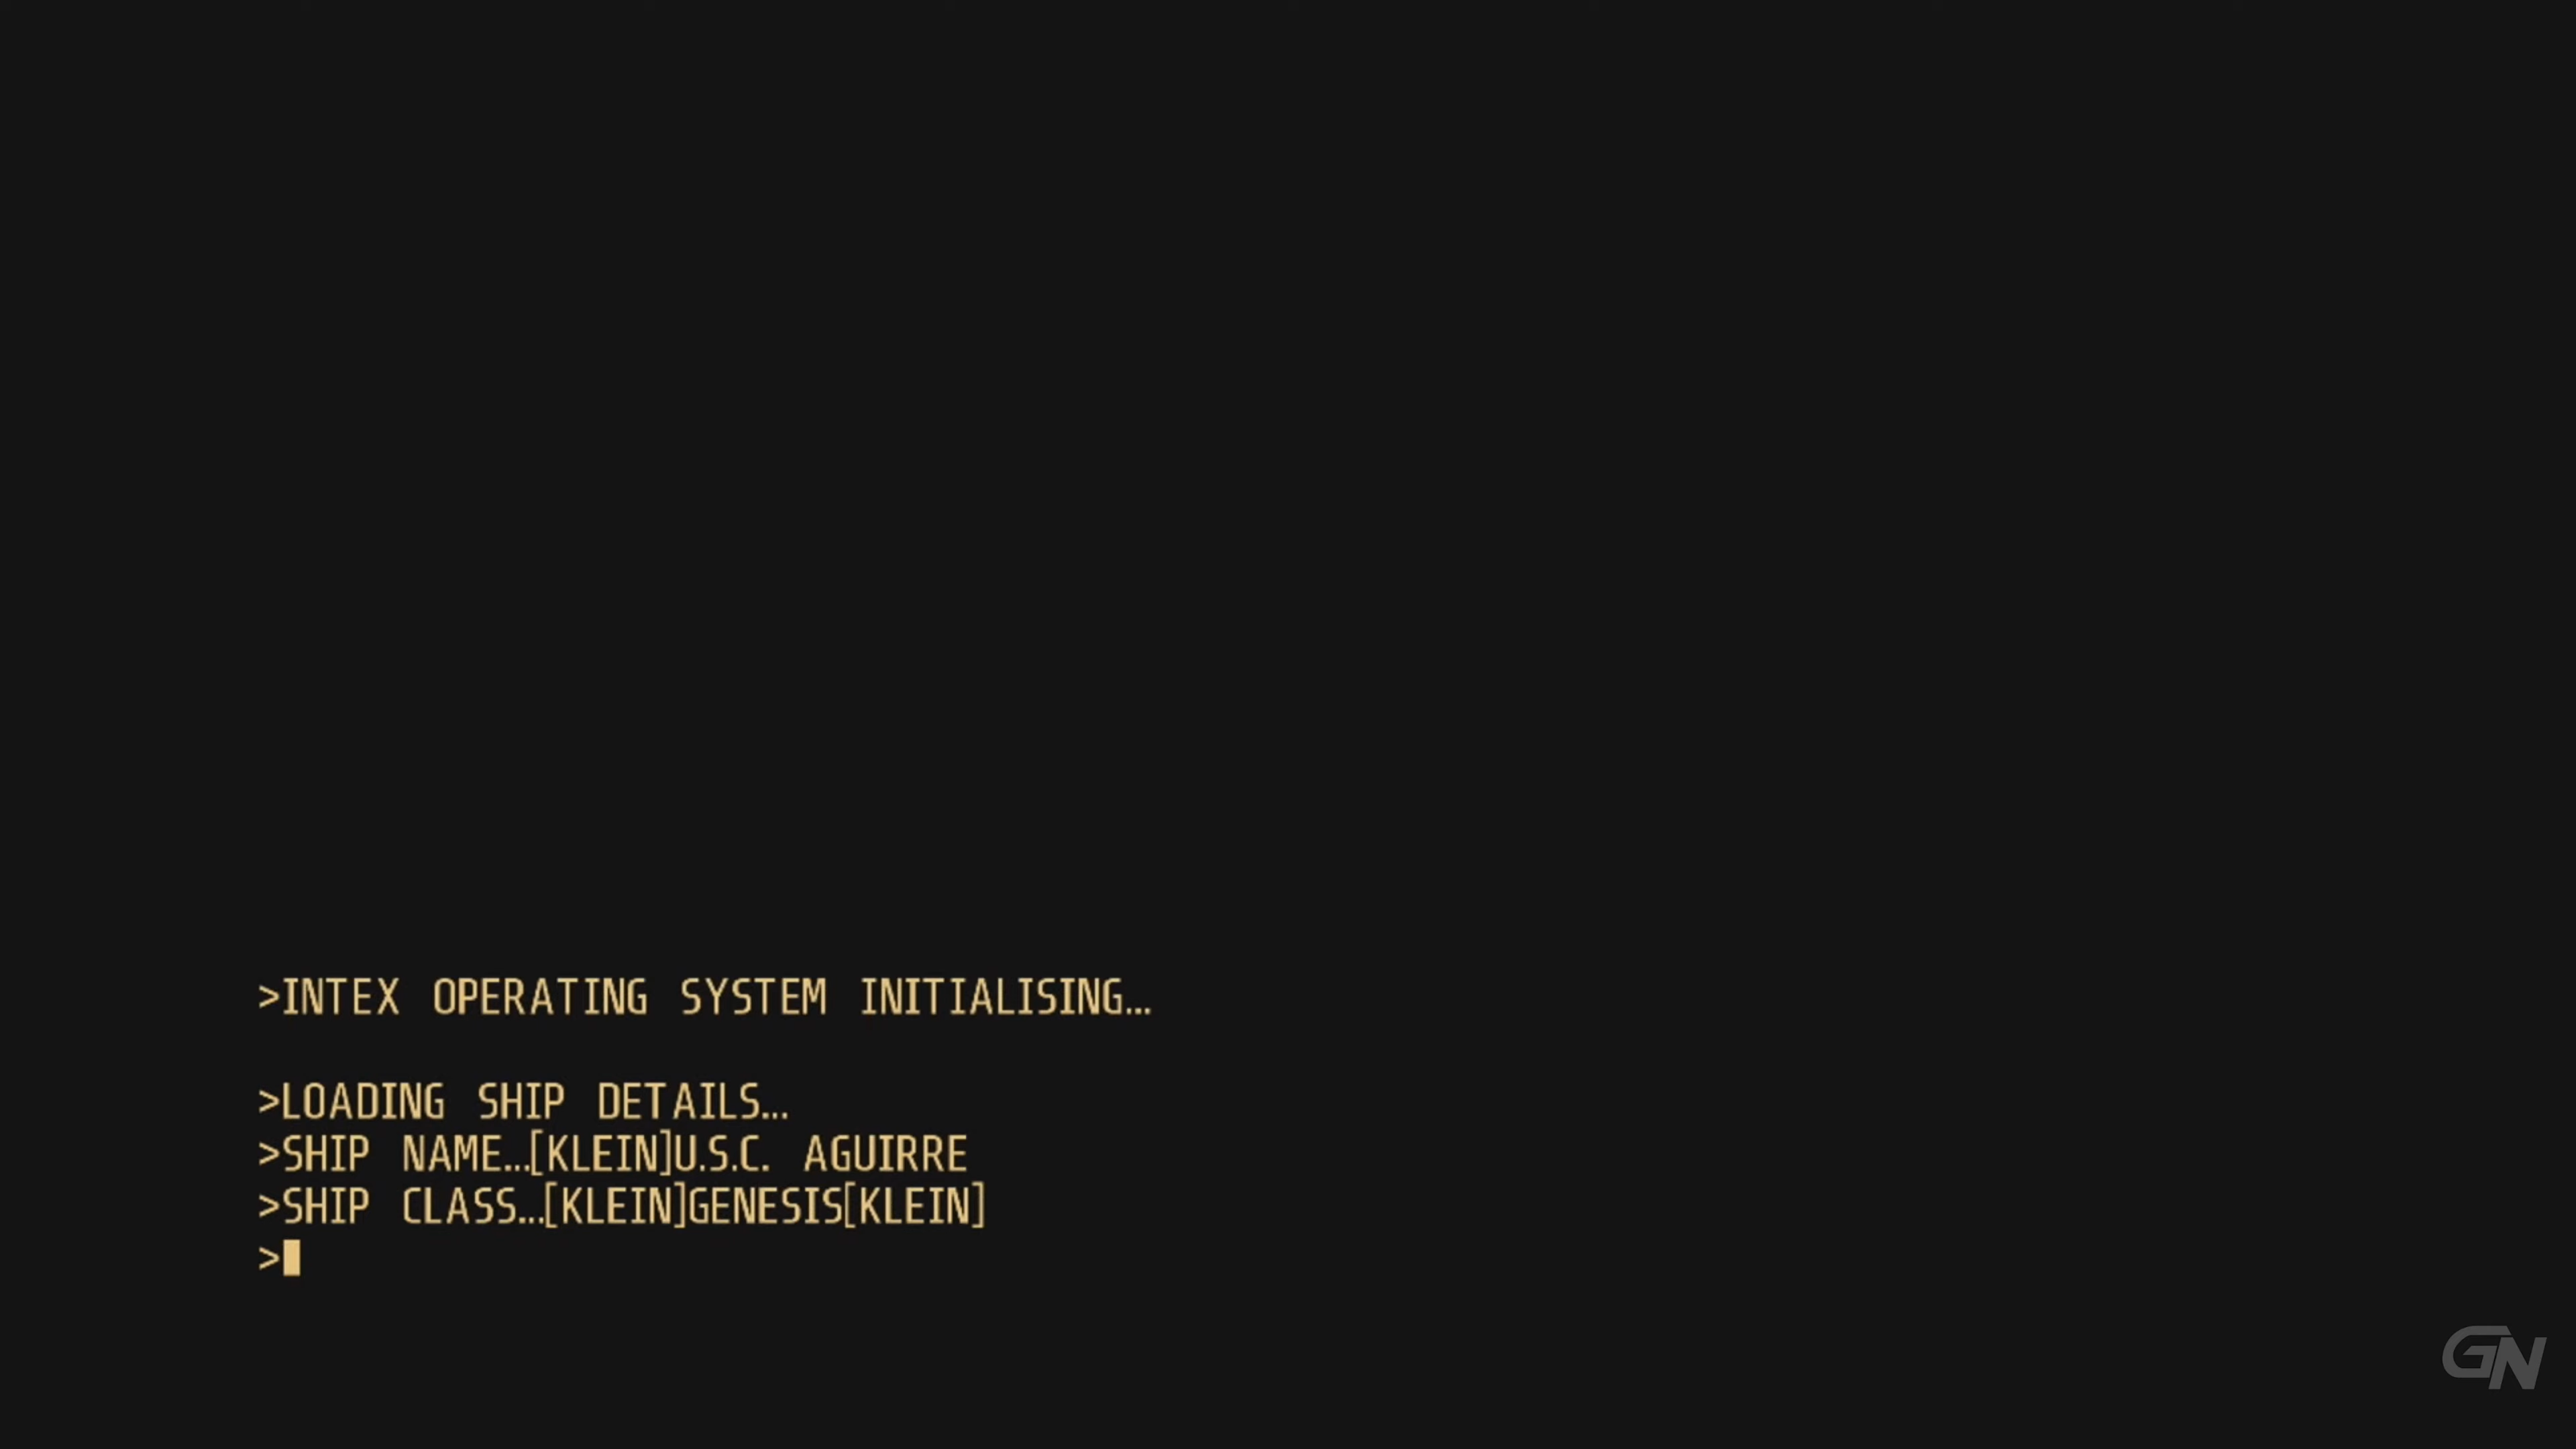 >INTEX OPERATING SYSTEM INITIALISING...
>LOADING SHIP DETAILS...
>SHIP NAME...[KLEIN]U.S.C. AGUIRRE
>SHIP CLASS...[KLEIN]GENESIS[KLEIN]
>
GN